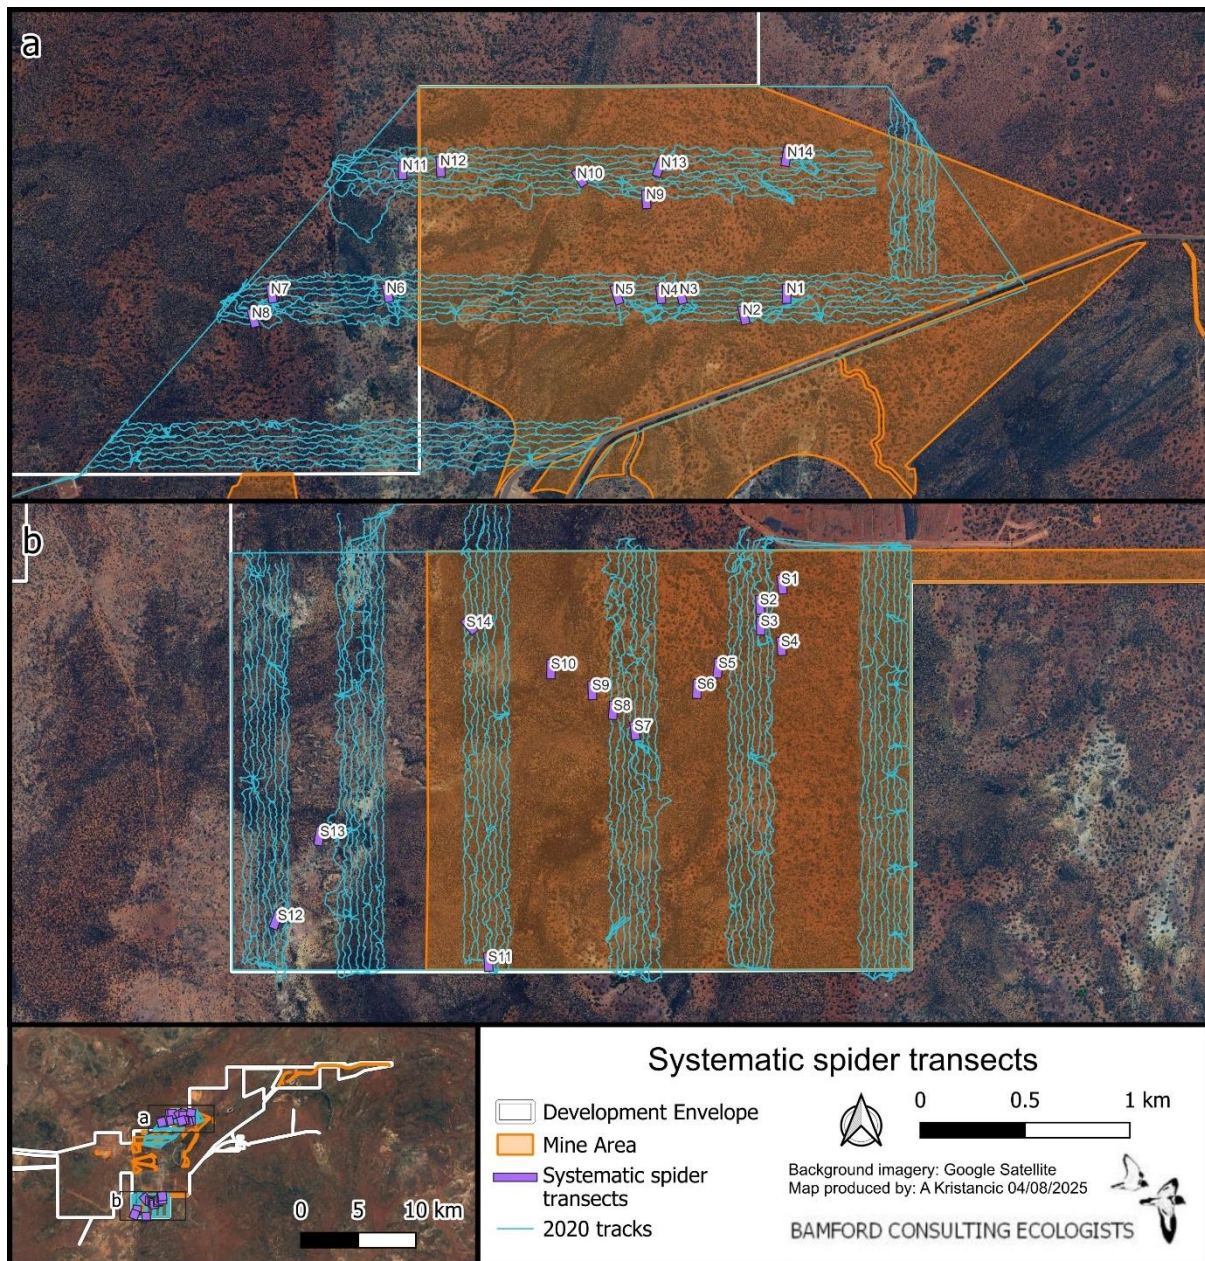 a
N11
N12
N10
N13
N14
N9
N7
N8
N6
N5
N4
N3
N2
N1
b
S1
S2
S3
S4
S14
S10
S9
S5
S6
S8
S7
S13
S12
S11
a
b
0 5 10 km
Systematic spider transects
Development Envelope
Mine Area
Systematic spider
transects
2020 tracks
0 0.5 1 km
Background imagery: Google Satellite
Map produced by: A Kristancic 04/08/2025
BAMFORD CONSULTING ECOLOGISTS